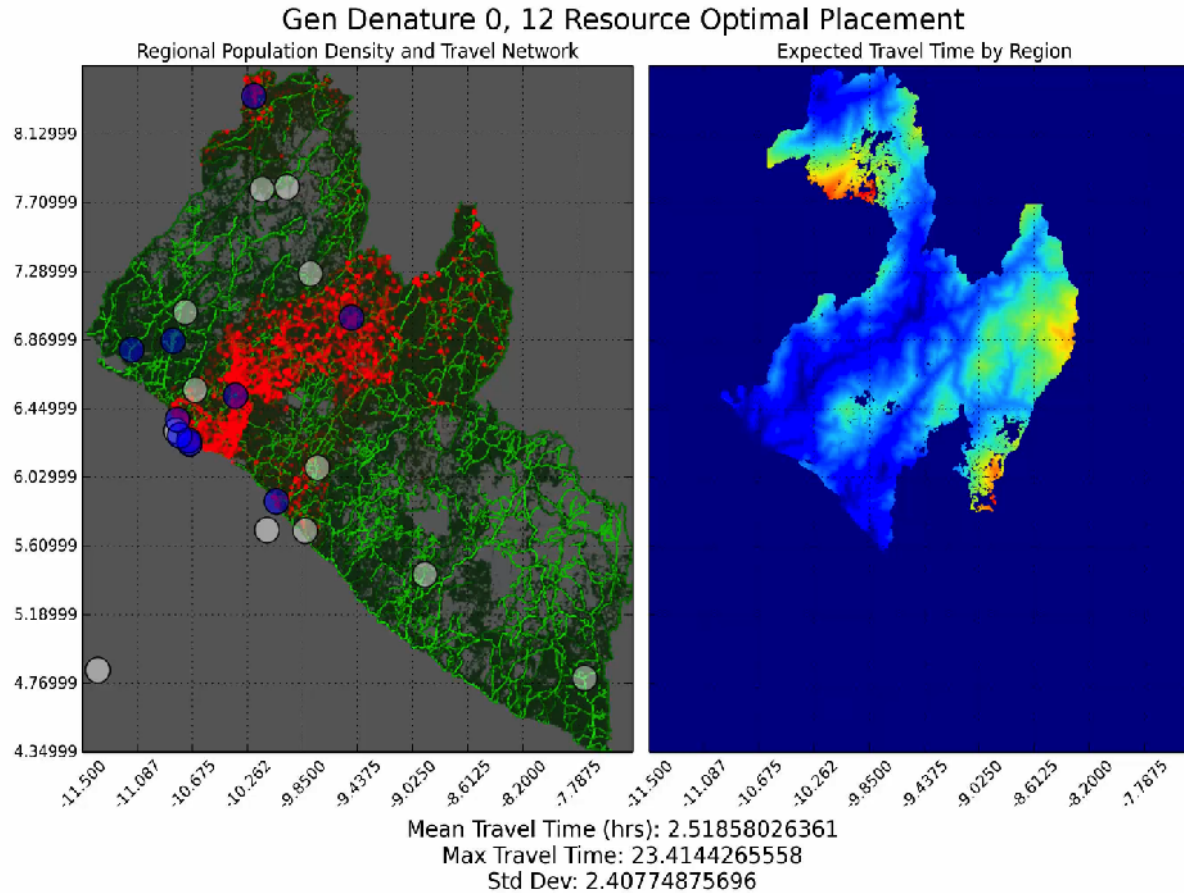 Gen Denature 0, 12 Resource Optimal Placement
Regional Population Density and Travel Network
Expected Travel Time by Region
8.12999
7.70999
7.28999
6.86999
6.44999
6.02999
5.60999
5.18999
4.76999
4.34999
-11.500 -11.087 -10.675 -10.262 -9.8500 -9.4375 -9.0250 -8.6125 -8.2000 -7.7875
-11.500 -11.087 -10.675 -10.262 -9.8500 -9.4375 -9.0250 -8.6125 -8.2000 -7.7875
Mean Travel Time (hrs): 2.51858026361
Max Travel Time: 23.4144265558
Std Dev: 2.40774875696